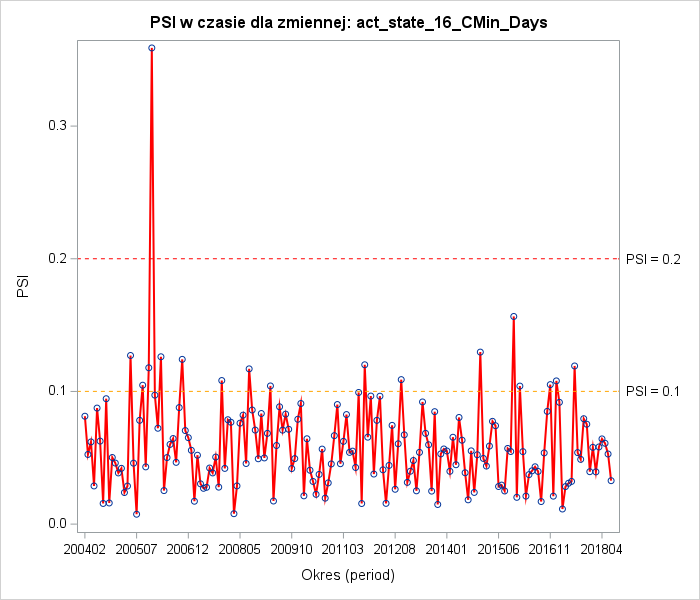 PSI w czasie dla zmiennej: act_state_16_CMin_Days
0.3
0.2
0.1
0.0
PSI
PSI = 0.2
PSI = 0.1
200402 200507 200612 200805 200910 201103 201208 201401 201506 201611 201804
Okres (period)